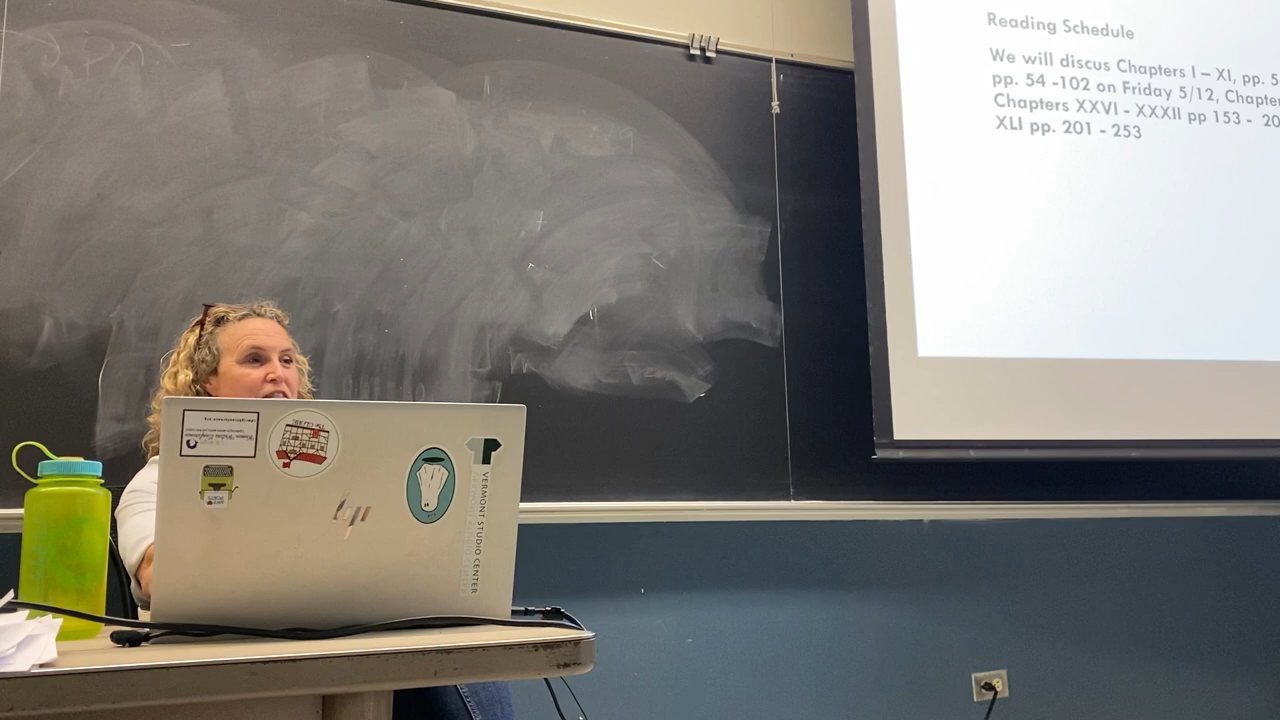 Reading Schedule
We will discus Chapters I – XI, pp. 5
pp. 54 -102 on Friday 5/12, Chapter
Chapters XXVI - XXXII pp 153 - 20
XLI pp. 201 - 253
VERMONT STUDIO CENTER